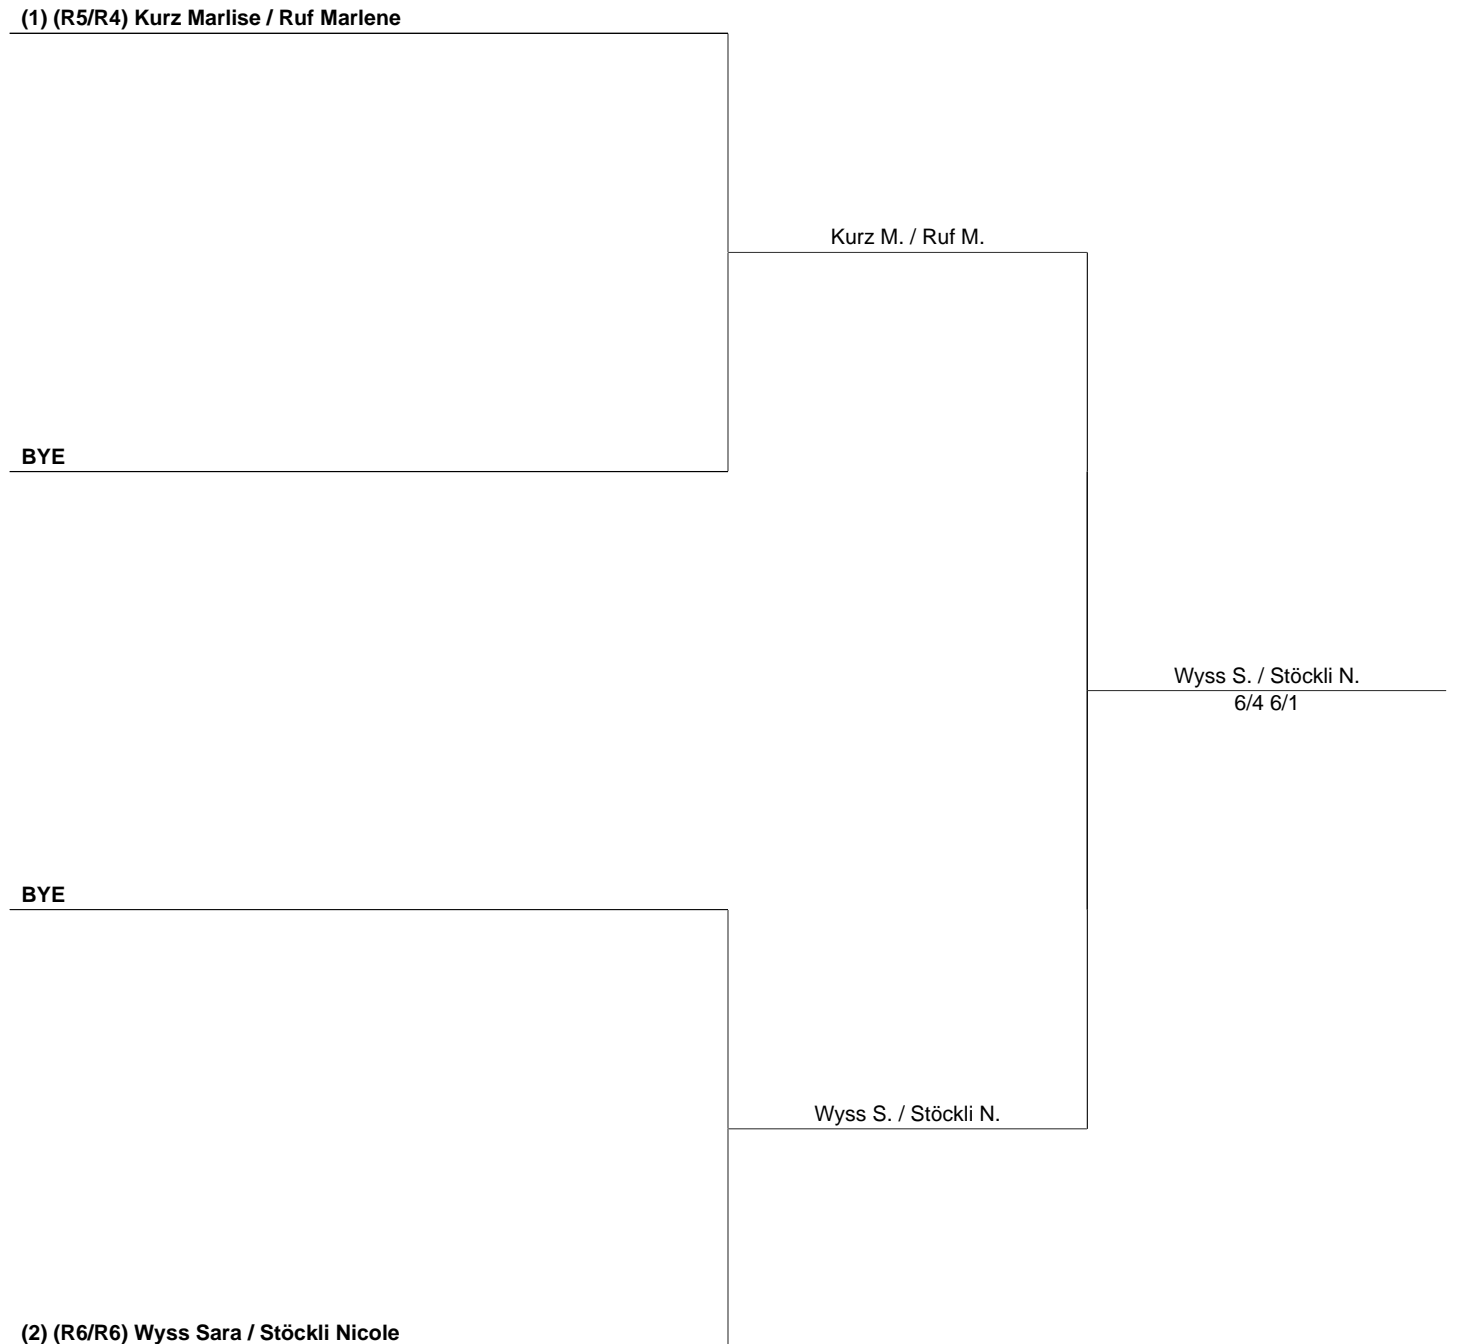 (1) (R5/R4) Kurz Marlise / Ruf Marlene
Kurz M. / Ruf M.
BYE
Wyss S. / Stöckli N.
6/4 6/1
BYE
Wyss S. / Stöckli N.
(2) (R6/R6) Wyss Sara / Stöckli Nicole